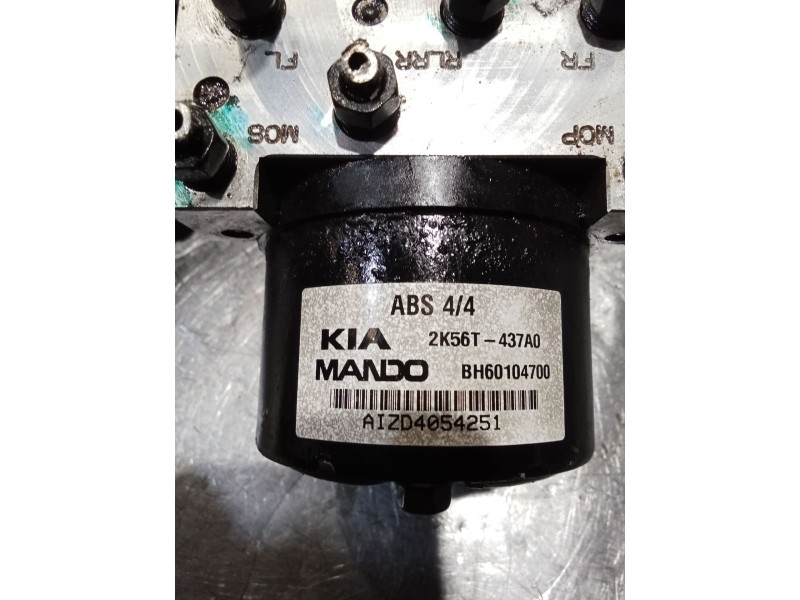 FL
RLRR
FR
MOS
MOP
ABS 4/4
KIA 2K56T-437A0
MANDO BH60104700
AIZD4054251